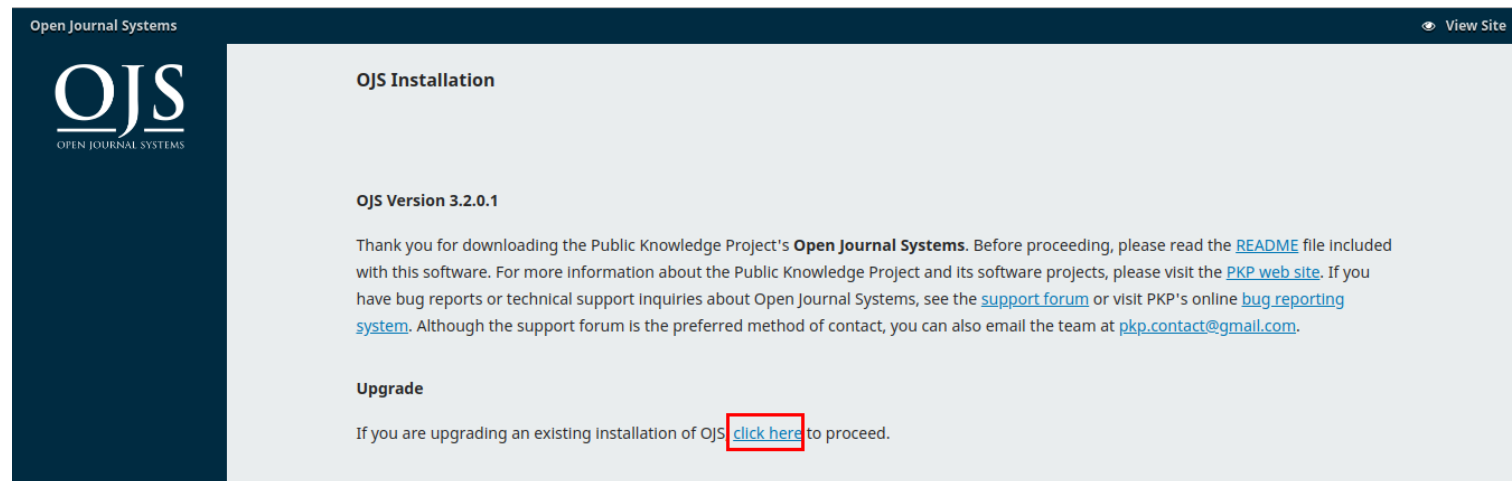 Open Journal Systems
View Site
OJS
OPEN JOURNAL SYSTEMS
OJS Installation
OJS Version 3.2.0.1
Thank you for downloading the Public Knowledge Project's Open Journal Systems. Before proceeding, please read the README file included
with this software. For more information about the Public Knowledge Project and its software projects, please visit the PKP web site. If you
have bug reports or technical support inquiries about Open Journal Systems, see the support forum or visit PKP's online bug reporting
system. Although the support forum is the preferred method of contact, you can also email the team at pkp.contact@gmail.com.
Upgrade
If you are upgrading an existing installation of OJS click here to proceed.